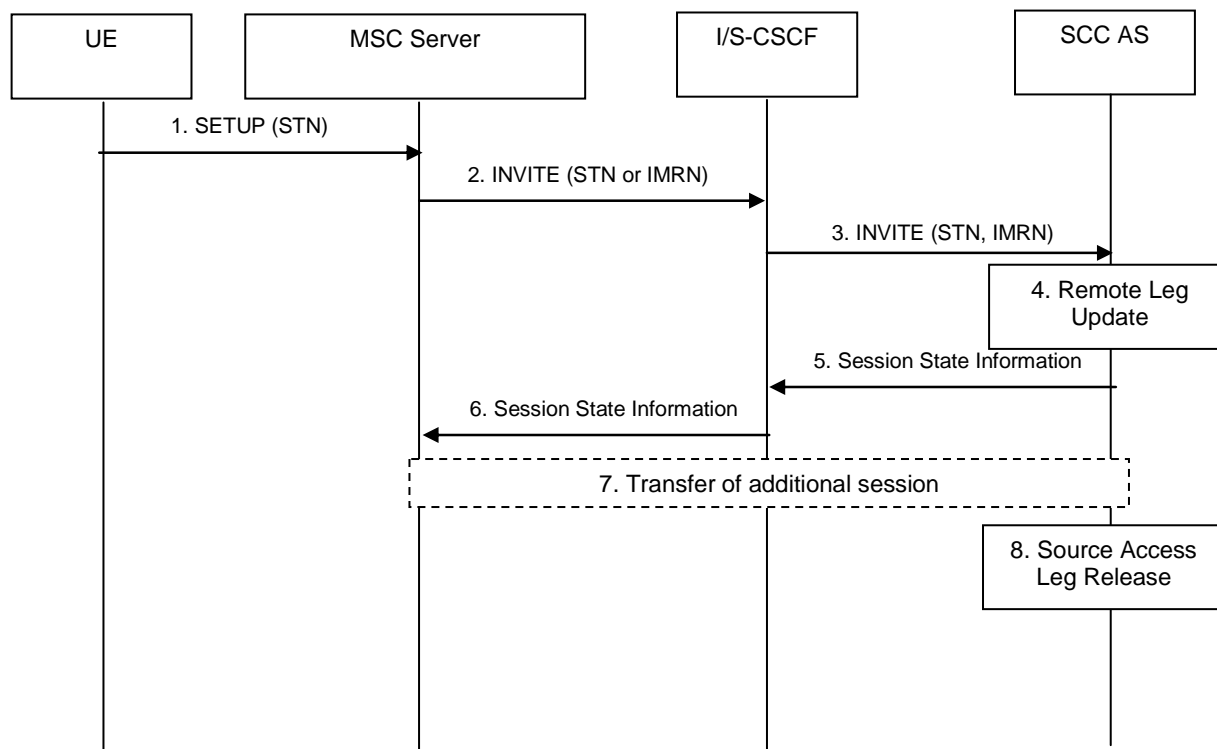 UE
MSC Server
I/S-CSCF
SCC AS
1. SETUP (STN)
2. INVITE (STN or IMRN)
3. INVITE (STN, IMRN)
4. Remote Leg
Update
5. Session State Information
6. Session State Information
7. Transfer of additional session
8. Source Access
Leg Release